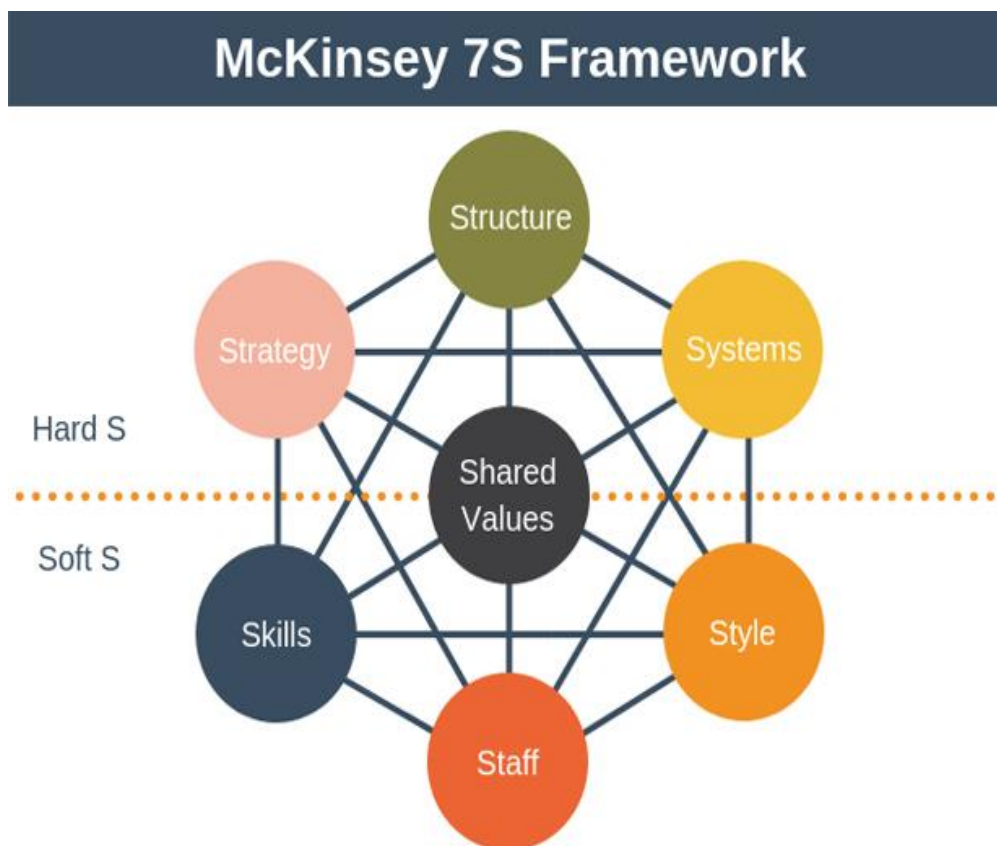 McKinsey 7S Framework
Structure
Strategy
Systems
Hard S
Shared
Values
Soft S
Skills
Style
Staff